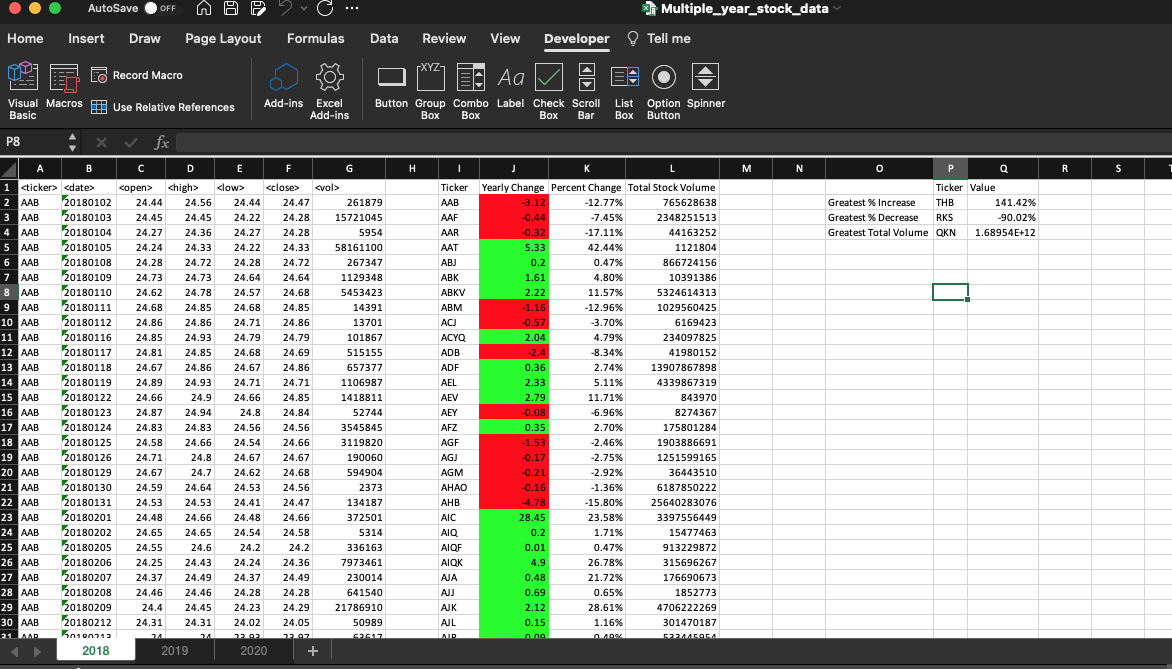 AutoSave OFF Multiple_year_stock_data
Home Insert Draw Page Layout Formulas Data Review View Developer Tell me
Visual Basic Macros Record Macro Use Relative References Add-ins Excel Add-ins Button Group Box Combo Box Label Check Box Scroll Bar List Box Option Button Spinner
XYZ Aa
P8 fx
A B C D E F G H I J K L M N O P Q R S
1 <ticker> <date> <open> <high> <low> <close> <vol> Ticker Yearly Change Percent Change Total Stock Volume Ticker Value
2 AAB 20180102 24.44 24.56 24.44 24.47 261879 AAB -3.12 -12.77% 765628638 Greatest % Increase THB 141.42%
3 AAB 20180103 24.45 24.45 24.22 24.28 15721045 AAF -0.44 -7.45% 2348251513 Greatest % Decrease RKS -90.02%
4 AAB 20180104 24.27 24.36 24.27 24.28 5954 AAR -0.32 -17.11% 44163252 Greatest Total Volume QKN 1.68954E+12
5 AAB 20180105 24.24 24.33 24.22 24.33 58161100 AAT 5.33 42.44% 1121804
6 AAB 20180108 24.28 24.72 24.28 24.72 267347 ABJ 0.2 0.47% 866724156
7 AAB 20180109 24.73 24.73 24.64 24.64 1129348 ABK 1.61 4.80% 10391386
8 AAB 20180110 24.62 24.78 24.57 24.68 5453423 ABKV 2.22 11.57% 5324614313
9 AAB 20180111 24.68 24.85 24.68 24.85 14391 ABM -1.16 -12.96% 1029560425
10 AAB 20180112 24.86 24.86 24.71 24.86 13701 ACJ -0.57 -3.70% 6169423
11 AAB 20180116 24.85 24.93 24.79 24.79 101867 ACYQ 2.04 4.79% 234097825
12 AAB 20180117 24.81 24.85 24.68 24.69 515155 ADB -2.4 -8.34% 41980152
13 AAB 20180118 24.67 24.86 24.67 24.86 657377 ADF 0.36 2.74% 13907867898
14 AAB 20180119 24.89 24.93 24.71 24.71 1106987 AEL 2.33 5.11% 4339867319
15 AAB 20180122 24.66 24.9 24.66 24.85 1418811 AEV 2.79 11.71% 843970
16 AAB 20180123 24.87 24.94 24.8 24.84 52744 AEY -0.08 -6.96% 8274367
17 AAB 20180124 24.83 24.83 24.56 24.56 3545845 AFZ 0.35 2.70% 175801284
18 AAB 20180125 24.58 24.66 24.54 24.66 3119820 AGF -1.53 -2.46% 1903886691
19 AAB 20180126 24.71 24.8 24.67 24.67 190060 AGJ -0.17 -2.75% 1251599165
20 AAB 20180129 24.67 24.7 24.62 24.68 594904 AGM -0.21 -2.92% 36443510
21 AAB 20180130 24.59 24.64 24.53 24.56 2373 AHAO -0.16 -1.36% 6187850222
22 AAB 20180131 24.53 24.53 24.41 24.47 134187 AHB -4.78 -15.80% 25640283076
23 AAB 20180201 24.48 24.66 24.48 24.66 372501 AIC 28.45 23.58% 3397556449
24 AAB 20180202 24.65 24.65 24.54 24.58 5314 AIQ 0.2 1.71% 15477463
25 AAB 20180205 24.55 24.6 24.2 24.2 336163 AIQF 0.01 0.47% 913229872
26 AAB 20180206 24.25 24.43 24.24 24.36 7973461 AIQK 4.9 26.78% 315696267
27 AAB 20180207 24.37 24.49 24.37 24.49 230014 AJA 0.48 21.72% 176690673
28 AAB 20180208 24.46 24.46 24.28 24.28 641540 AJJ 0.69 0.65% 1852773
29 AAB 20180209 24.4 24.45 24.23 24.29 21786910 AJK 2.12 28.61% 4706222269
30 AAB 20180212 24.31 24.31 24.02 24.05 50989 AJL 0.15 1.16% 301470187
31 AAB 20180213 24 24 23.93 23.97 63617 0.09 0.49%
2018 2019 2020 +